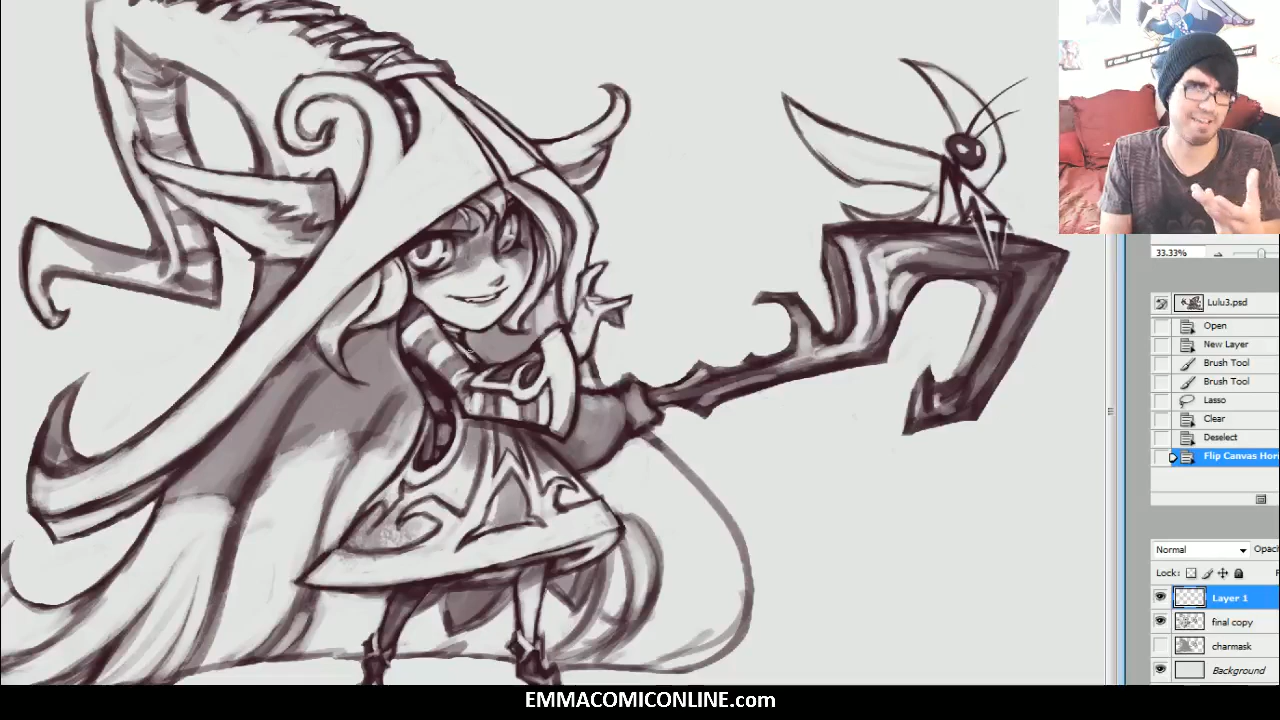 33.33%
Lulu3.psd
Open
New Layer
Brush Tool
Brush Tool
Lasso
Clear
Deselect
Flip Canvas Hori
Normal
Opac
Lock:
F
Layer 1
final copy
charmask
Background
EMMACOMICONLINE.com